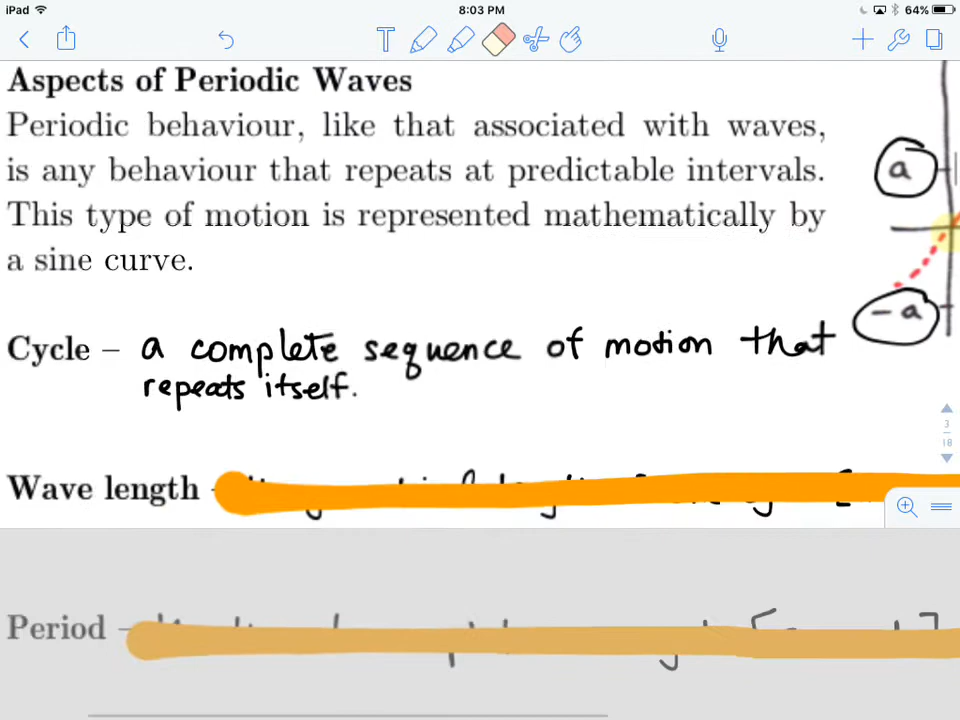 iPad 8:03 PM 64%
T
Aspects of Periodic Waves
Periodic behaviour, like that associated with waves,
is any behaviour that repeats at predictable intervals.
This type of motion is represented mathematically by
a sine curve.
a
-a
Cycle – a complete sequence of motion that
repeats itself.
3
18
Wave length -
Period –